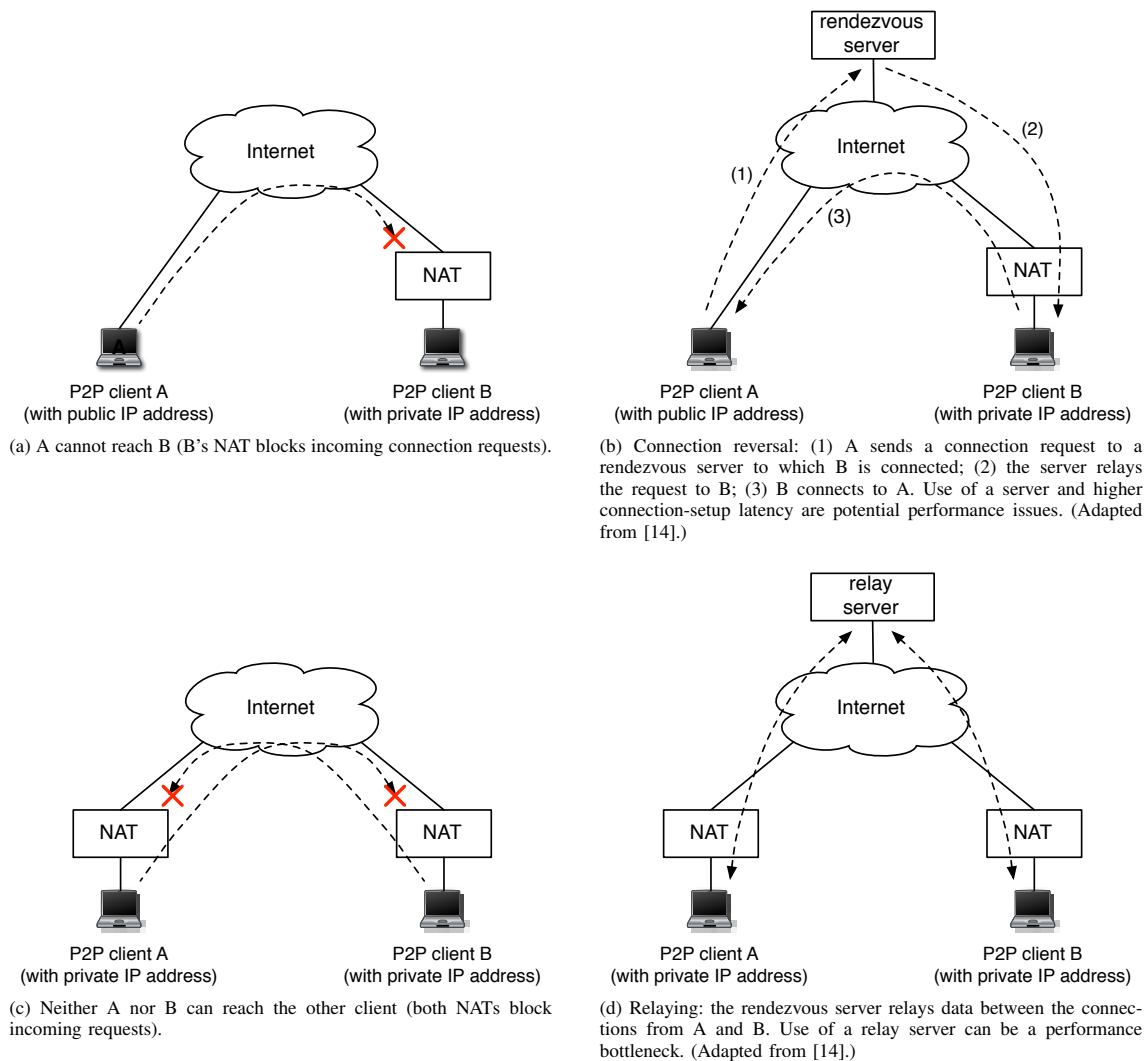 Internet
NAT
A
P2P client A
(with public IP address)
P2P client B
(with private IP address)
(a) A cannot reach B (B's NAT blocks incoming connection requests).
rendezvous
server
Internet
(1)
(2)
(3)
NAT
P2P client A
(with public IP address)
P2P client B
(with private IP address)
(b) Connection reversal: (1) A sends a connection request to a
rendezvous server to which B is connected; (2) the server relays
the request to B; (3) B connects to A. Use of a server and higher
connection-setup latency are potential performance issues. (Adapted
from [14].)
Internet
NAT
NAT
P2P client A
(with private IP address)
P2P client B
(with private IP address)
(c) Neither A nor B can reach the other client (both NATs block
incoming requests).
relay
server
Internet
NAT
NAT
P2P client A
(with private IP address)
P2P client B
(with private IP address)
(d) Relaying: the rendezvous server relays data between the connec-
tions from A and B. Use of a relay server can be a performance
bottleneck. (Adapted from [14].)